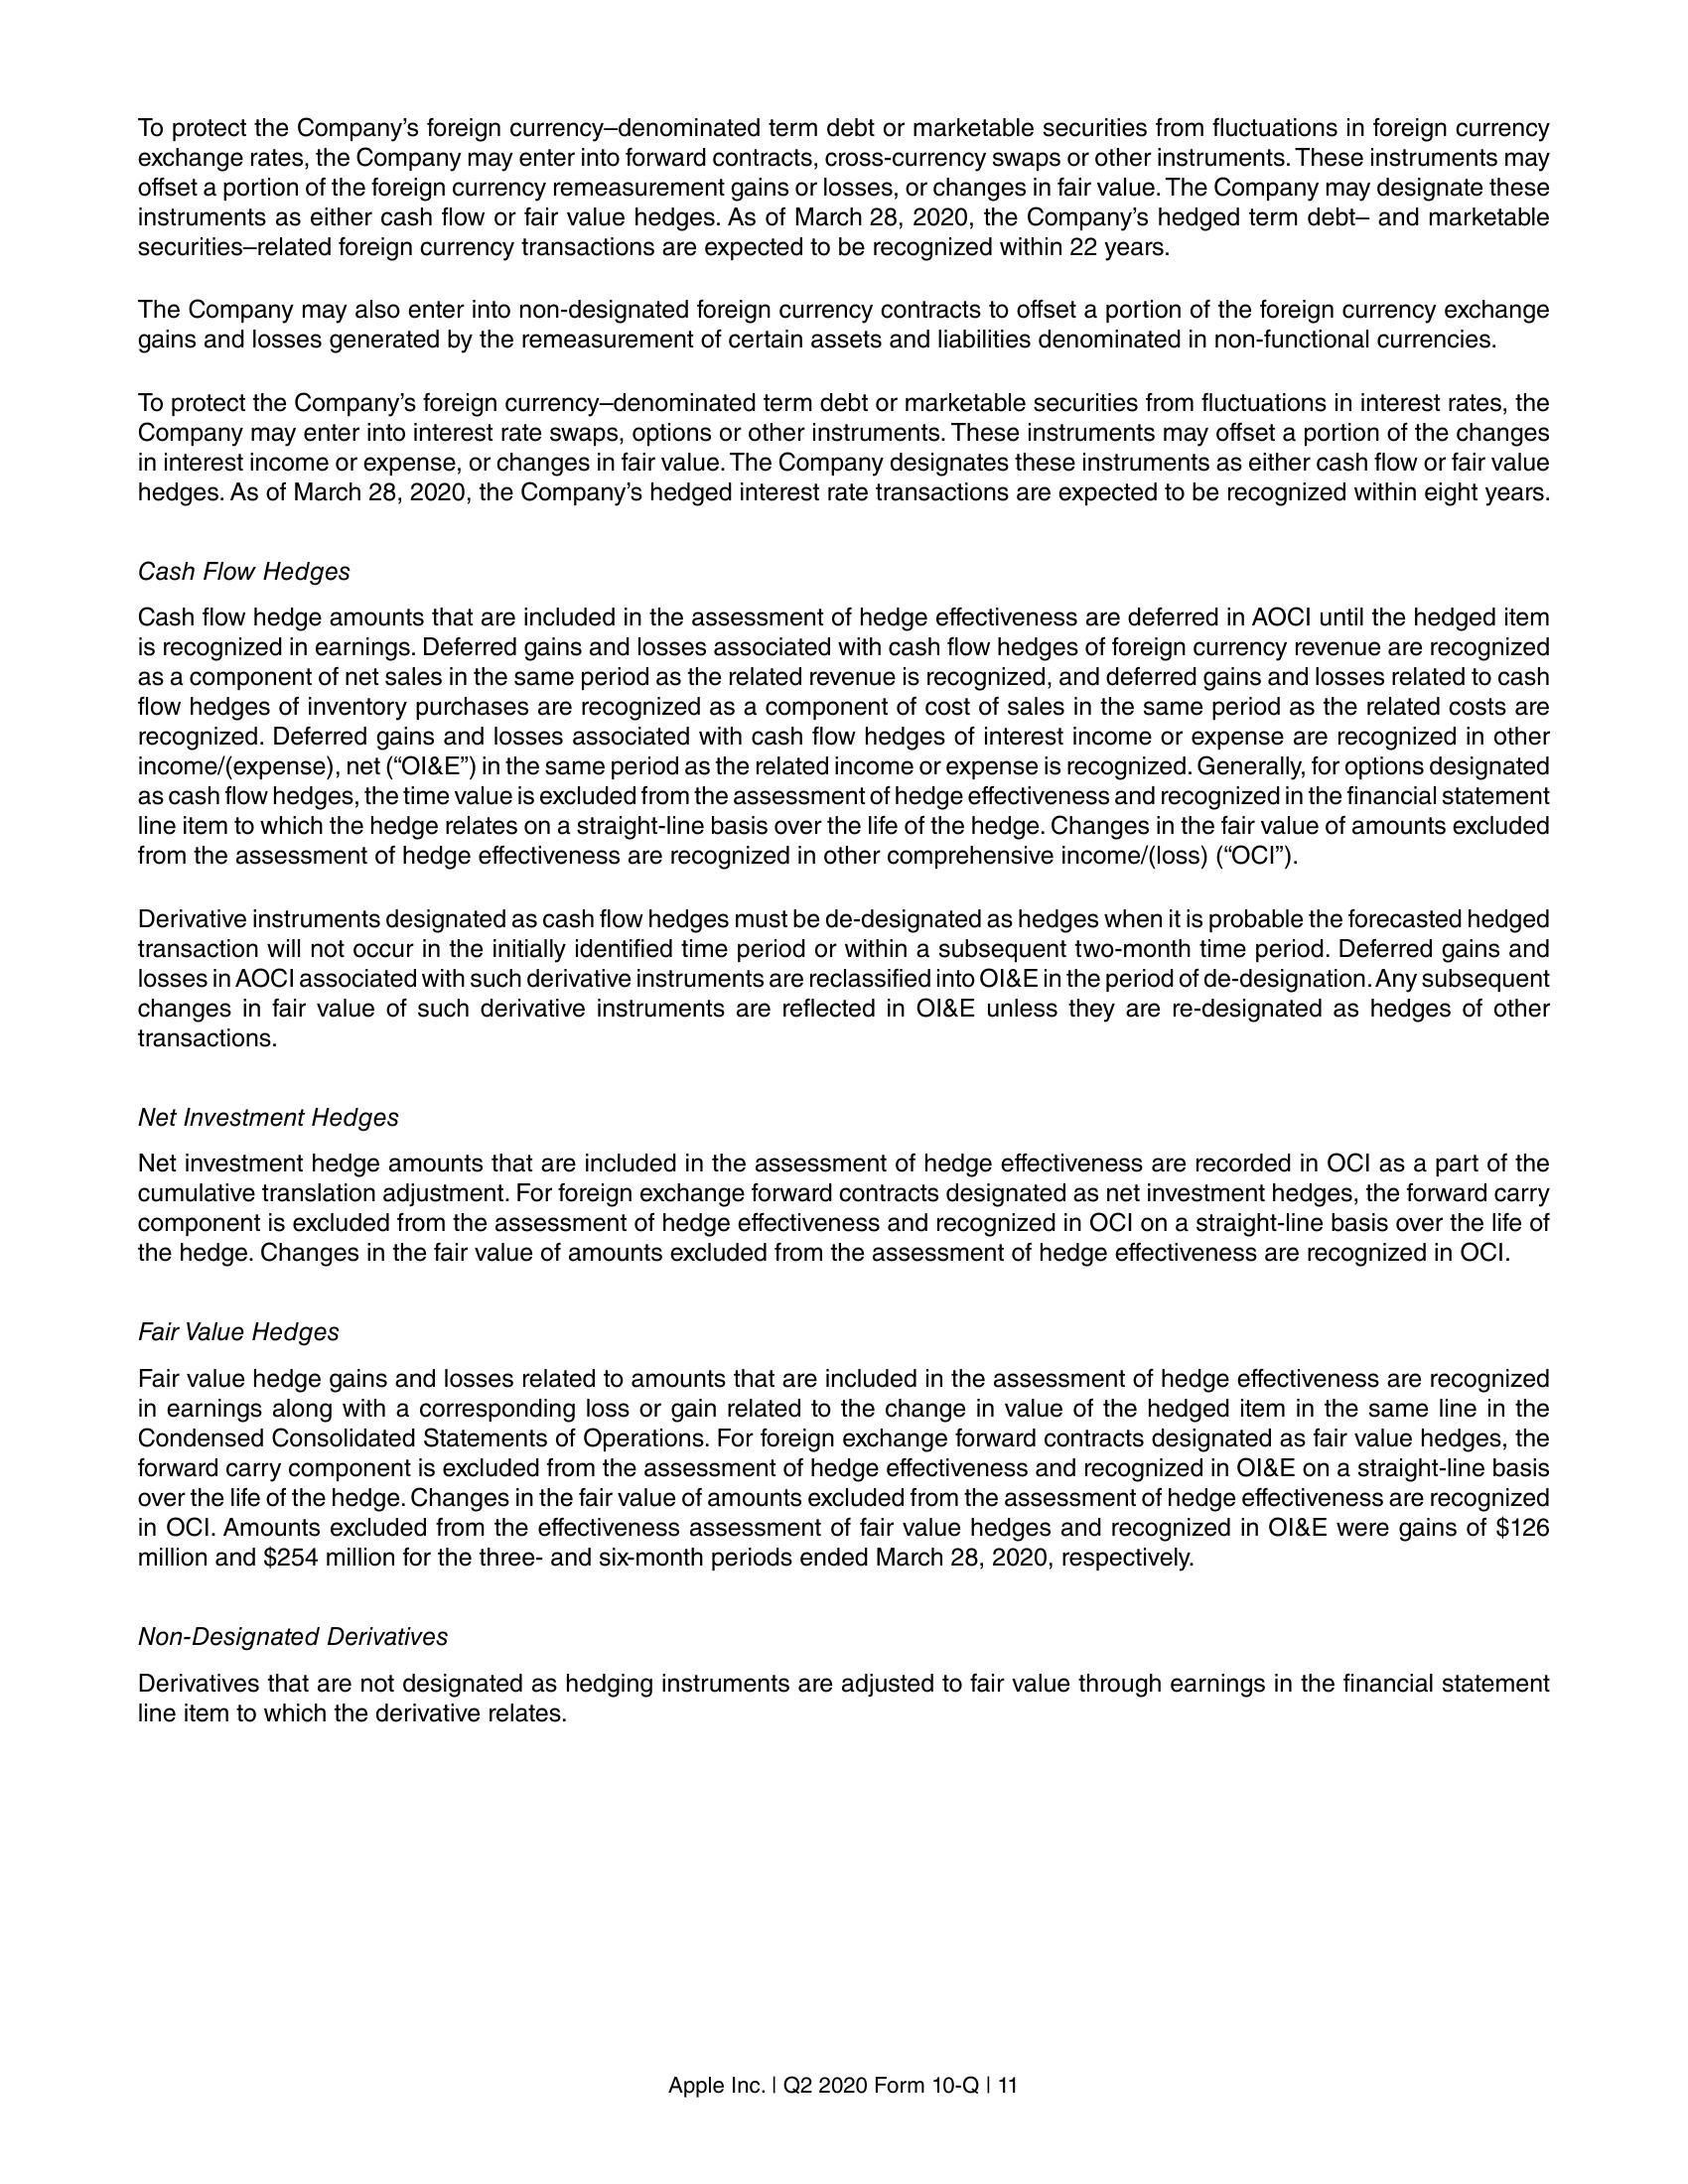 To protect the Company’s foreign currency–denominated term debt or marketable securities from fluctuations in foreign currency
exchange rates, the Company may enter into forward contracts, cross-currency swaps or other instruments. These instruments may
offset a portion of the foreign currency remeasurement gains or losses, or changes in fair value. The Company may designate these
instruments as either cash flow or fair value hedges. As of March 28, 2020, the Company’s hedged term debt– and marketable
securities–related foreign currency transactions are expected to be recognized within 22 years.
The Company may also enter into non-designated foreign currency contracts to offset a portion of the foreign currency exchange
gains and losses generated by the remeasurement of certain assets and liabilities denominated in non-functional currencies.
To protect the Company’s foreign currency–denominated term debt or marketable securities from fluctuations in interest rates, the
Company may enter into interest rate swaps, options or other instruments. These instruments may offset a portion of the changes
in interest income or expense, or changes in fair value. The Company designates these instruments as either cash flow or fair value
hedges. As of March 28, 2020, the Company’s hedged interest rate transactions are expected to be recognized within eight years.
Cash Flow Hedges
Cash flow hedge amounts that are included in the assessment of hedge effectiveness are deferred in AOCI until the hedged item
is recognized in earnings. Deferred gains and losses associated with cash flow hedges of foreign currency revenue are recognized
as a component of net sales in the same period as the related revenue is recognized, and deferred gains and losses related to cash
flow hedges of inventory purchases are recognized as a component of cost of sales in the same period as the related costs are
recognized. Deferred gains and losses associated with cash flow hedges of interest income or expense are recognized in other
income/(expense), net (“OI&E”) in the same period as the related income or expense is recognized. Generally, for options designated
as cash flow hedges, the time value is excluded from the assessment of hedge effectiveness and recognized in the financial statement
line item to which the hedge relates on a straight-line basis over the life of the hedge. Changes in the fair value of amounts excluded
from the assessment of hedge effectiveness are recognized in other comprehensive income/(loss) (“OCI”).
Derivative instruments designated as cash flow hedges must be de-designated as hedges when it is probable the forecasted hedged
transaction will not occur in the initially identified time period or within a subsequent two-month time period. Deferred gains and
losses in AOCI associated with such derivative instruments are reclassified into OI&E in the period of de-designation. Any subsequent
changes in fair value of such derivative instruments are reflected in OI&E unless they are re-designated as hedges of other
transactions.
Net Investment Hedges
Net investment hedge amounts that are included in the assessment of hedge effectiveness are recorded in OCI as a part of the
cumulative translation adjustment. For foreign exchange forward contracts designated as net investment hedges, the forward carry
component is excluded from the assessment of hedge effectiveness and recognized in OCI on a straight-line basis over the life of
the hedge. Changes in the fair value of amounts excluded from the assessment of hedge effectiveness are recognized in OCI.
Fair Value Hedges
Fair value hedge gains and losses related to amounts that are included in the assessment of hedge effectiveness are recognized
in earnings along with a corresponding loss or gain related to the change in value of the hedged item in the same line in the
Condensed Consolidated Statements of Operations. For foreign exchange forward contracts designated as fair value hedges, the
forward carry component is excluded from the assessment of hedge effectiveness and recognized in OI&E on a straight-line basis
over the life of the hedge. Changes in the fair value of amounts excluded from the assessment of hedge effectiveness are recognized
in OCI. Amounts excluded from the effectiveness assessment of fair value hedges and recognized in OI&E were gains of $126
million and $254 million for the three- and six-month periods ended March 28, 2020, respectively.
Non-Designated Derivatives
Derivatives that are not designated as hedging instruments are adjusted to fair value through earnings in the financial statement
line item to which the derivative relates.
Apple Inc. | Q2 2020 Form 10-Q | 11